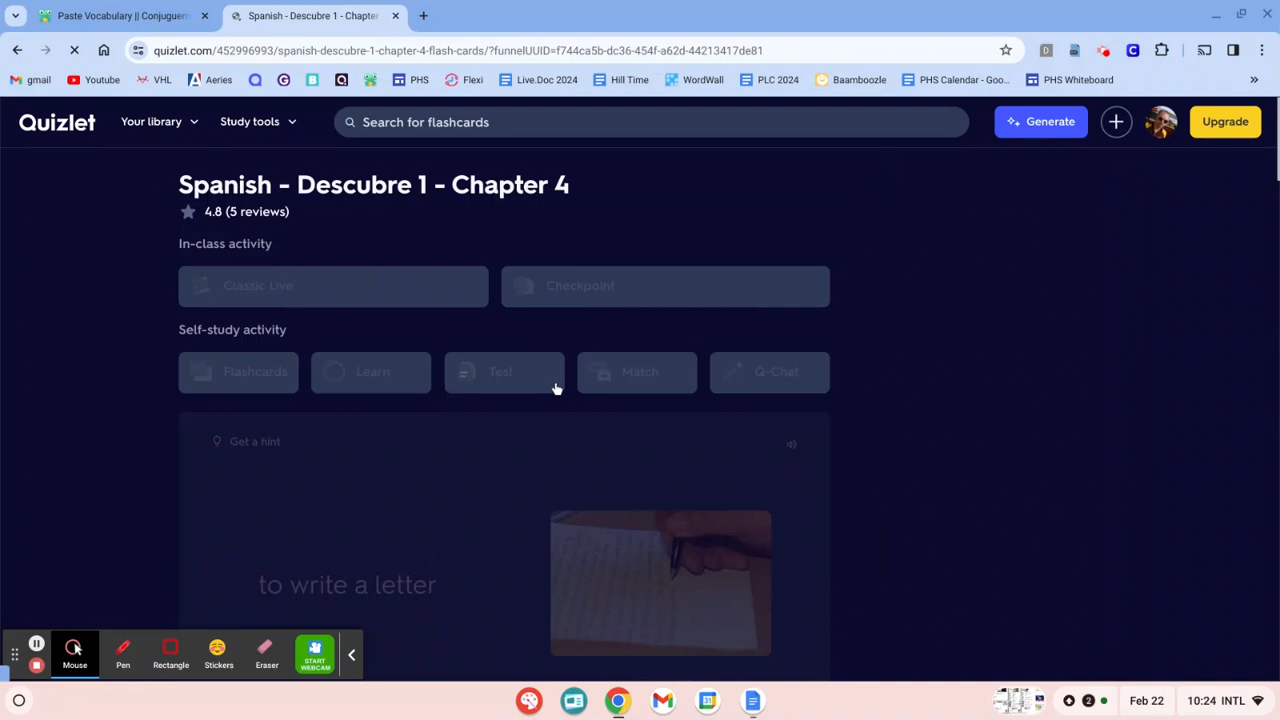 Paste Vocabulary || Conjuguem
Spanish - Descubre 1 - Chapter
quizlet.com/452996993/spanish-descubre-1-chapter-4-flash-cards/?funnelUUID=f744ca5b-dc36-454f-a62d-44213417de81
gmail Youtube VHL Aeries PHS Flexi Live.Doc 2024 Hill Time WordWall PLC 2024 Baamboozle PHS Calendar - Goo... PHS Whiteboard
Quizlet Your library Study tools Search for flashcards Generate Upgrade
Spanish - Descubre 1 - Chapter 4
4.8 (5 reviews)
In-class activity
Classic Live Checkpoint
Self-study activity
Flashcards Learn Test Match Q-Chat
Get a hint
to write a letter
Mouse Pen Rectangle Stickers Eraser START WEBCAM
2 Feb 22 10:24 INTL